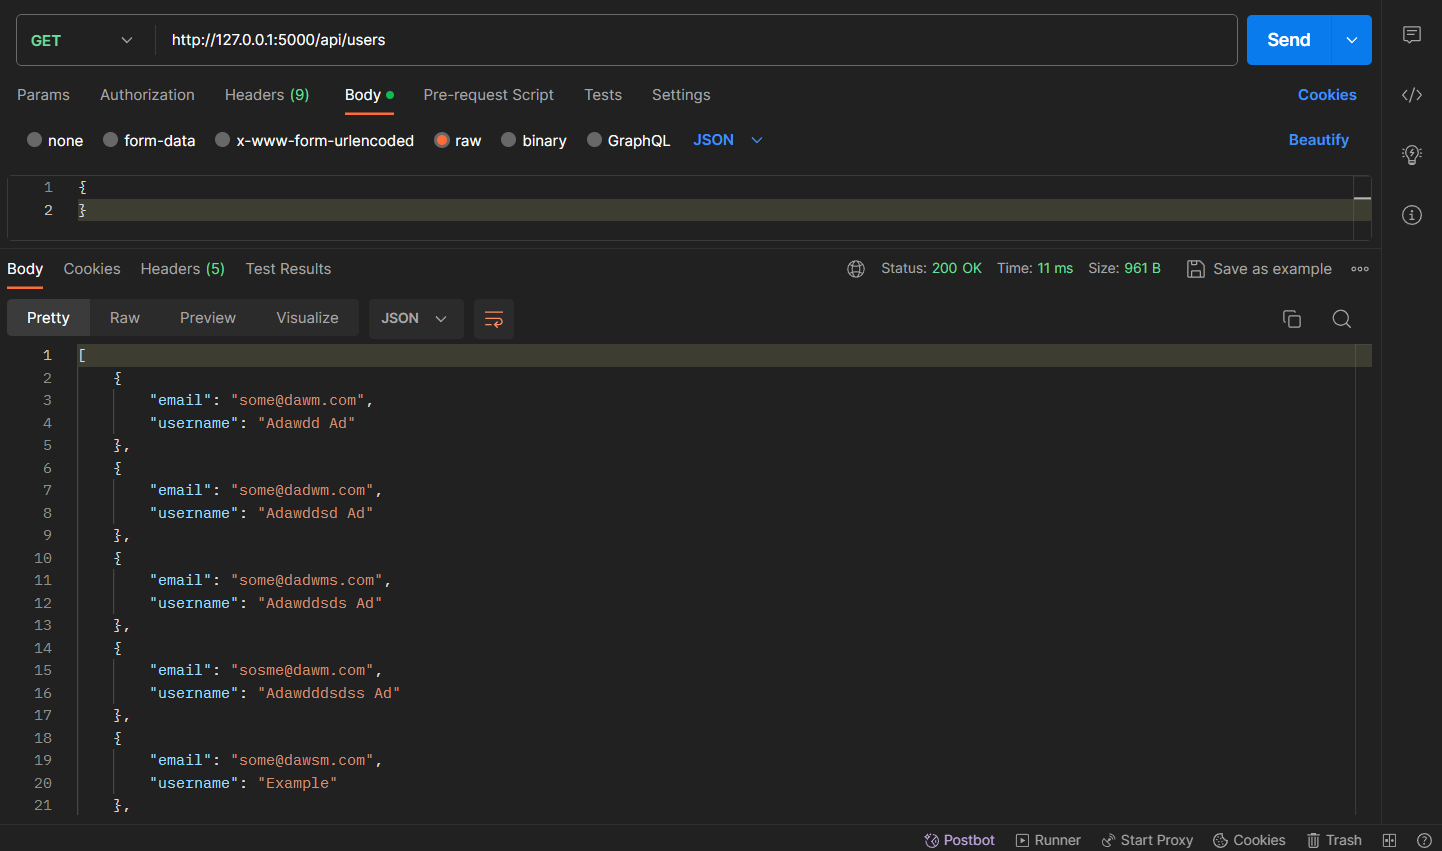 GET http://127.0.0.1:5000/api/users Send
Params Authorization Headers (9) Body Pre-request Script Tests Settings Cookies
none form-data x-www-form-urlencoded raw binary GraphQL JSON Beautify
1 {
2 }
Body Cookies Headers (5) Test Results Status: 200 OK Time: 11 ms Size: 961 B Save as example
Pretty Raw Preview Visualize JSON
1 [
2 {
3 "email": "some@dawm.com",
4 "username": "Adawdd Ad"
5 },
6 {
7 "email": "some@dadwm.com",
8 "username": "Adawddsd Ad"
9 },
10 {
11 "email": "some@dadwms.com",
12 "username": "Adawddsds Ad"
13 },
14 {
15 "email": "sosme@dawm.com",
16 "username": "Adawdddsdss Ad"
17 },
18 {
19 "email": "some@dawsm.com",
20 "username": "Example"
21 },
Postbot Runner Start Proxy Cookies Trash